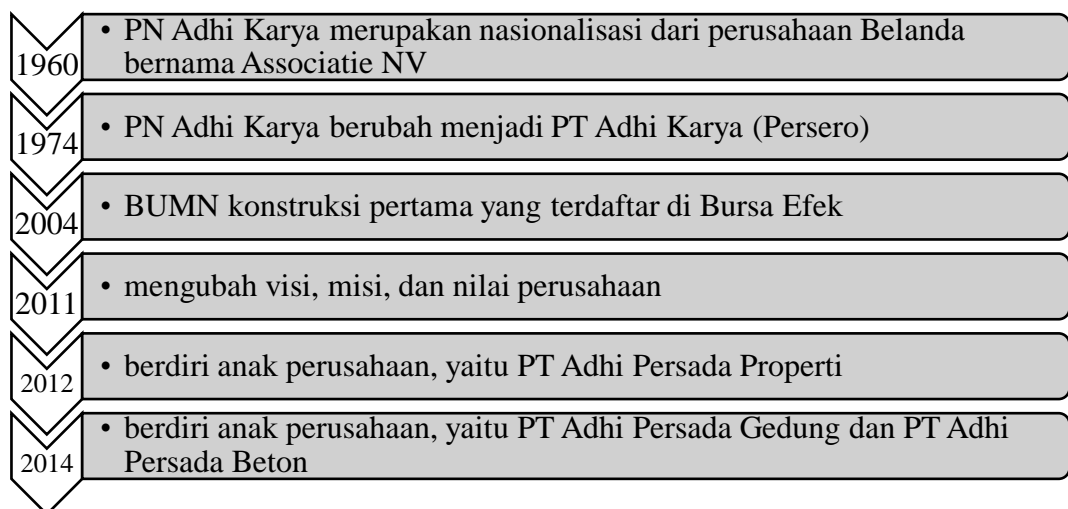 1960
• PN Adhi Karya merupakan nasionalisasi dari perusahaan Belanda
bernama Associatie NV
1974
• PN Adhi Karya berubah menjadi PT Adhi Karya (Persero)
2004
• BUMN konstruksi pertama yang terdaftar di Bursa Efek
2011
• mengubah visi, misi, dan nilai perusahaan
2012
• berdiri anak perusahaan, yaitu PT Adhi Persada Properti
2014
• berdiri anak perusahaan, yaitu PT Adhi Persada Gedung dan PT Adhi
Persada Beton